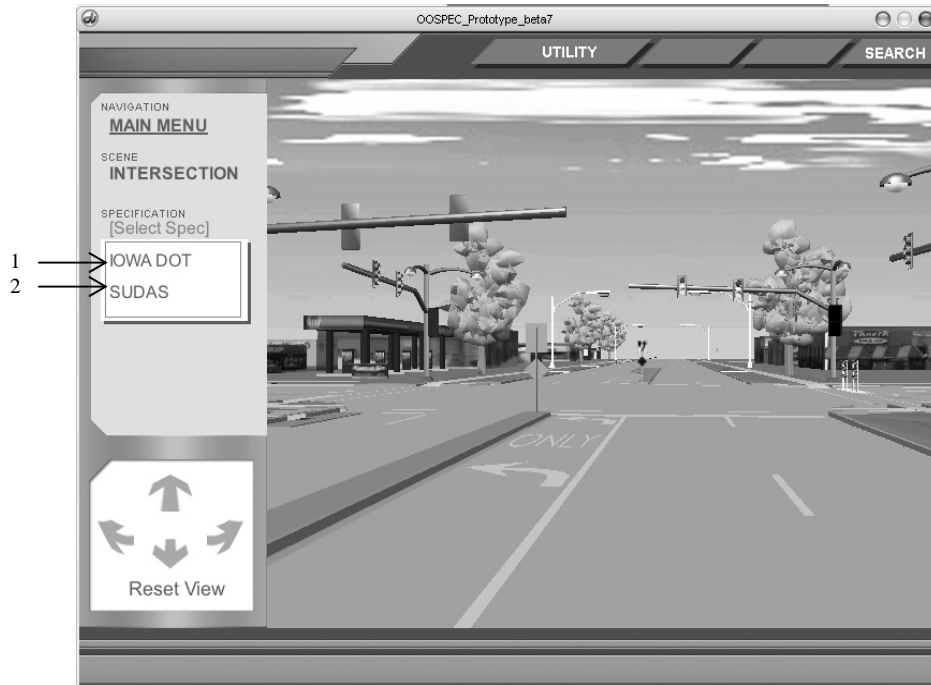 OOSPEC_Prototype_beta7
UTILITY
SEARCH
NAVIGATION
MAIN MENU
SCENE
INTERSECTION
SPECIFICATION
[Select Spec]
1
IOWA DOT
2
SUDAS
ONLY
Reset View